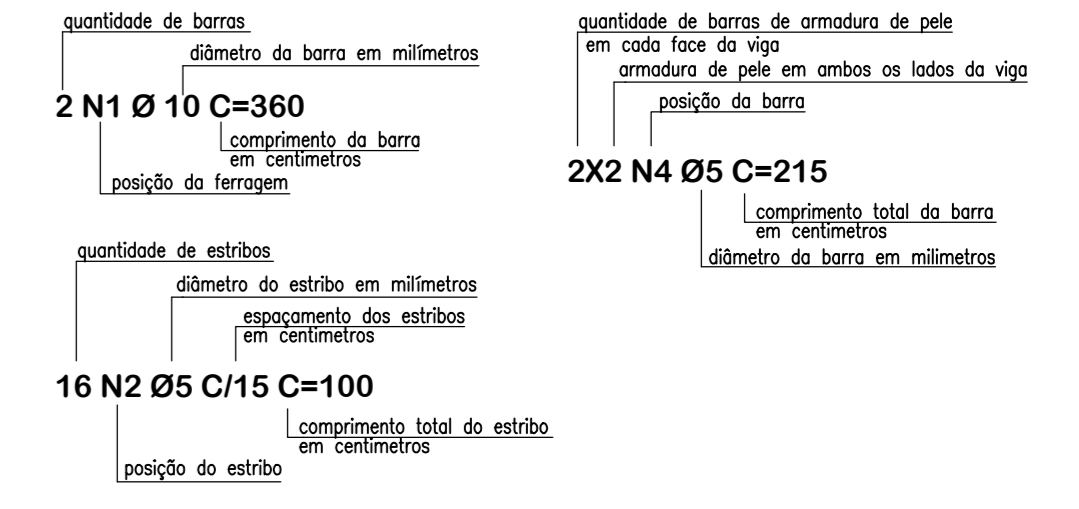 quantidade de barras
diâmetro da barra em milímetros
2 N1 Ø 10 C=360
comprimento da barra
em centimetros
posição da ferragem
quantidade de barras de armadura de pele
em cada face da viga
armadura de pele em ambos os lados da viga
posição da barra
2X2 N4 Ø5 C=215
comprimento total da barra
em centimetros
diâmetro da barra em milimetros
quantidade de estribos
diâmetro do estribo em milímetros
espaçamento dos estribos
em centimetros
16 N2 Ø5 C/15 C=100
comprimento total do estribo
em centimetros
posição do estribo